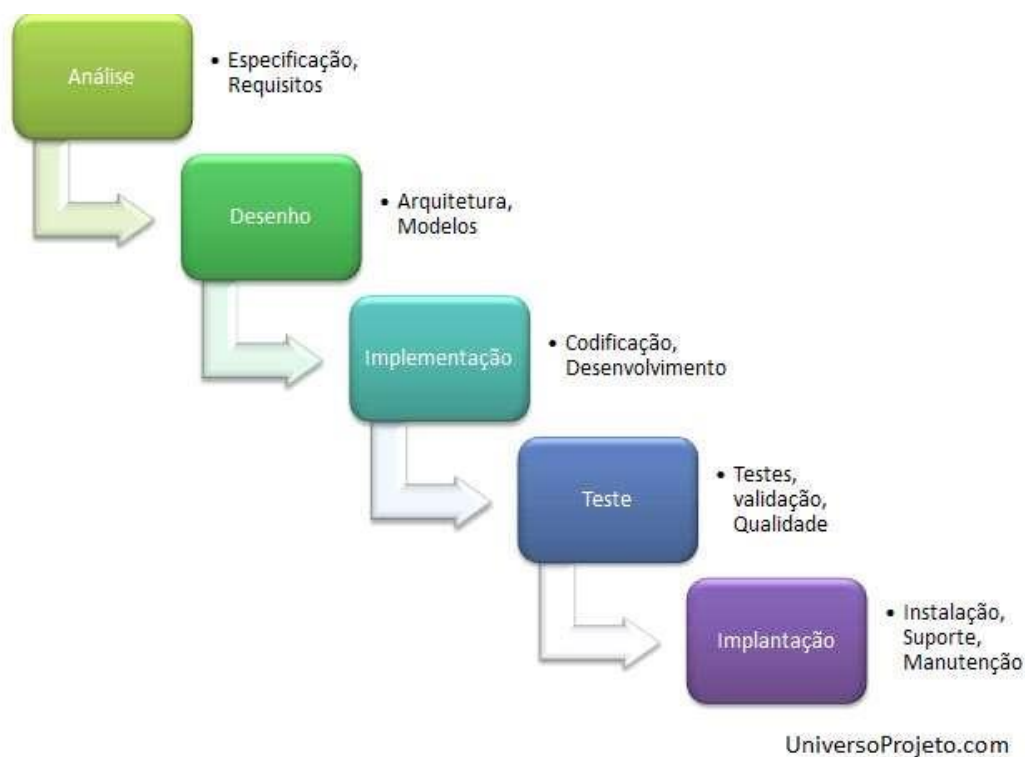 Análise
• Especificação,
Requisitos
Desenho
• Arquitetura,
Modelos
Implementação
• Codificação,
Desenvolvimento
Teste
• Testes,
validação,
Qualidade
Implantação
• Instalação,
Suporte,
Manutenção
UniversoProjeto.com